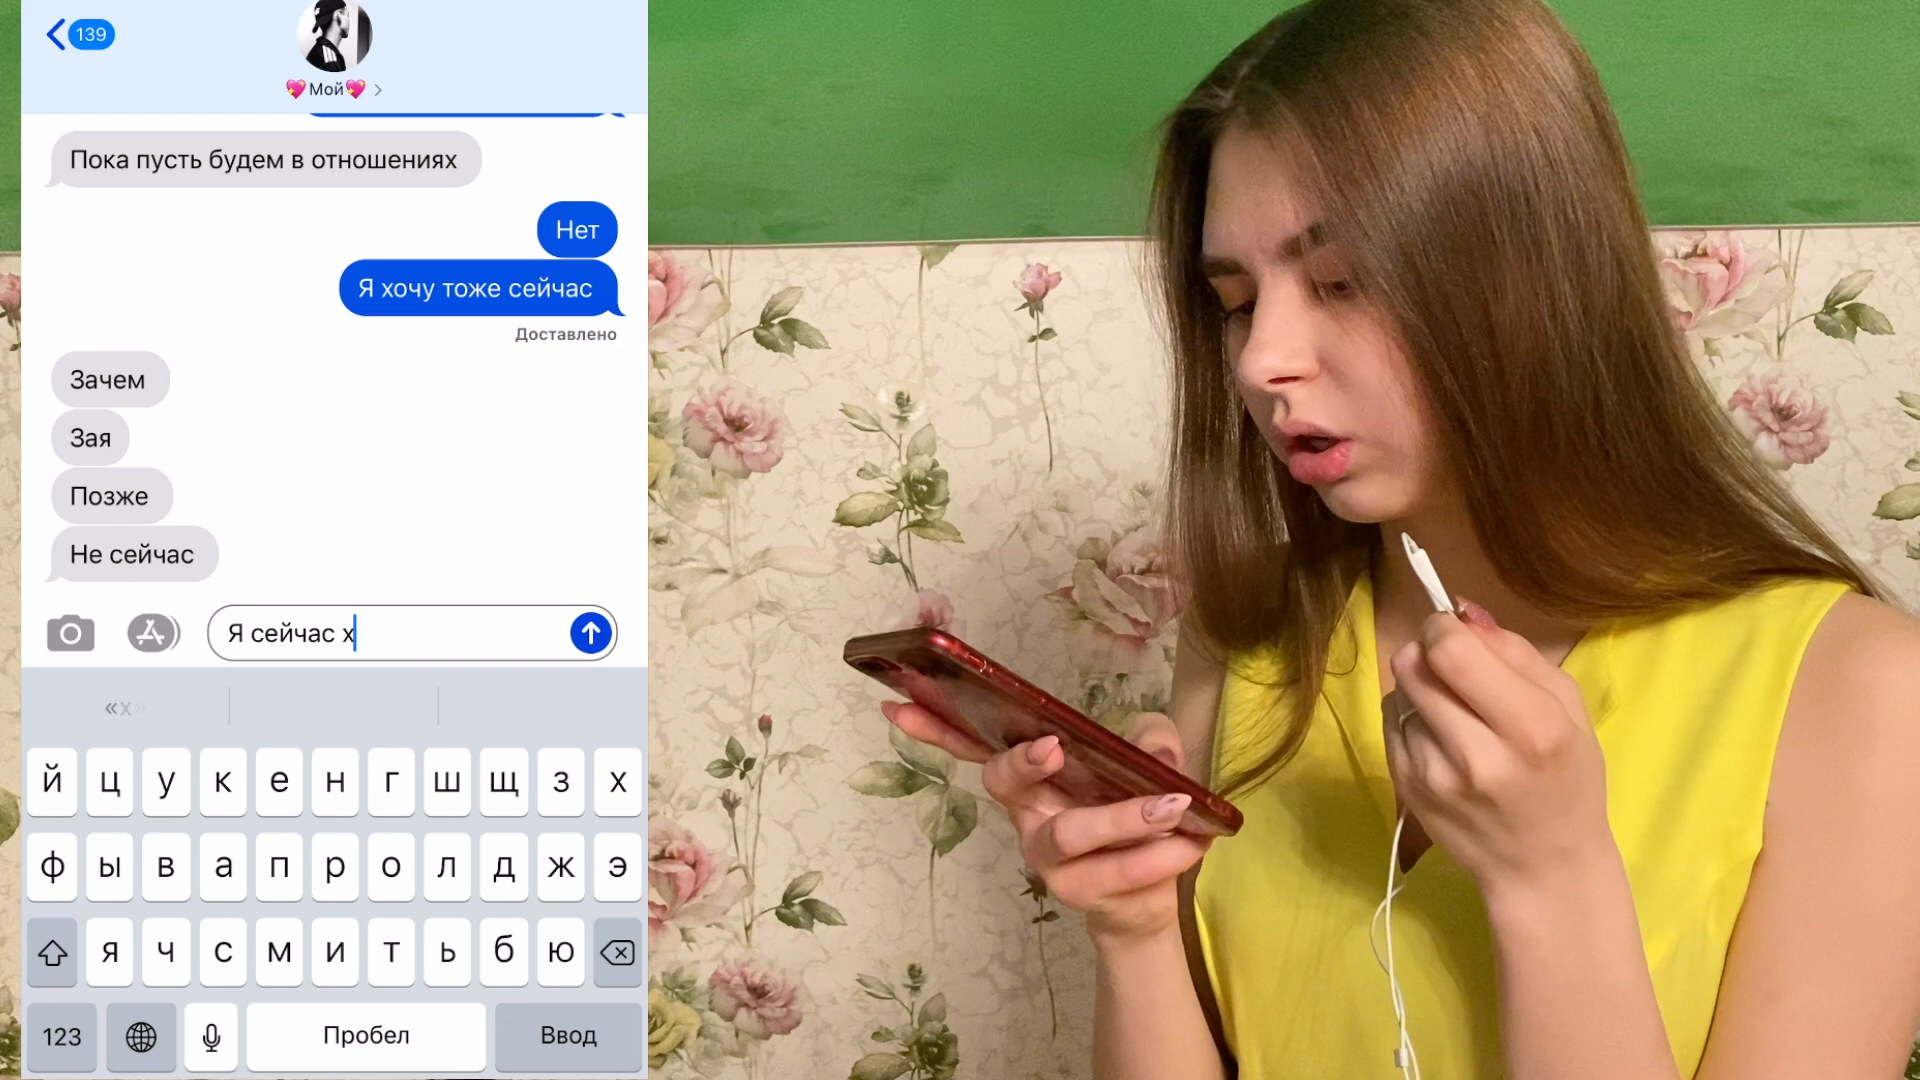 139
💖Мой💖
Пока пусть будем в отношениях
Нет
Я хочу тоже сейчас
Доставлено
Зачем
Зая
Позже
Не сейчас
Я сейчас х
«х»
й ц у к е н г ш щ з х
ф ы в а п р о л д ж э
я ч с м и т ь б ю
123 Пробел Ввод